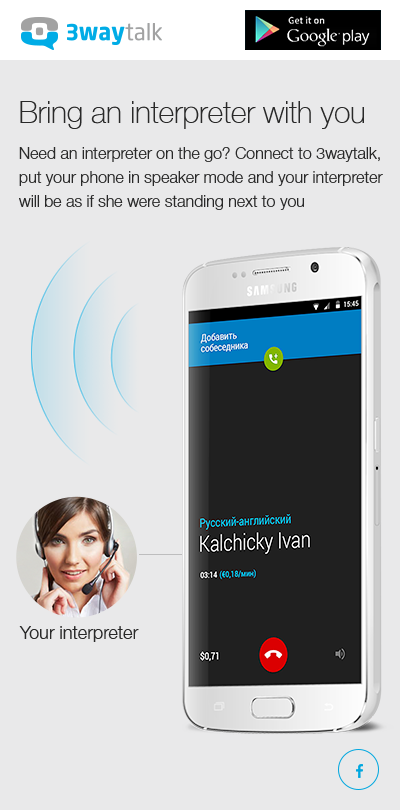 3waytalk
Get it on
Google play
Bring an interpreter with you
Need an interpreter on the go? Connect to 3waytalk,
put your phone in speaker mode and your interpreter
will be as if she were standing next to you
SAMSUNG
15:45
Добавить
собеседника
Русский-английский
Kalchicky Ivan
03:14 (€0,18/мин)
$0,71
Your interpreter
f